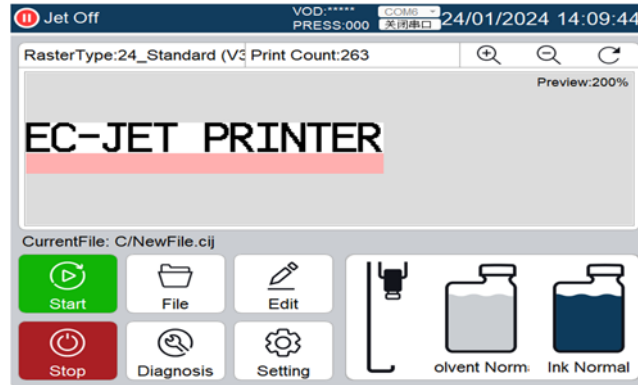 Jet Off
VOD:*****
PRESS:000
COM6
关闭串口
24/01/2024 14:09:44
RasterType:24_Standard (V3
Print Count:263
Preview:200%
EC-JET PRINTER
CurrentFile: C/NewFile.cij
Start
File
Edit
Stop
Diagnosis
Setting
olvent Norm
Ink Normal